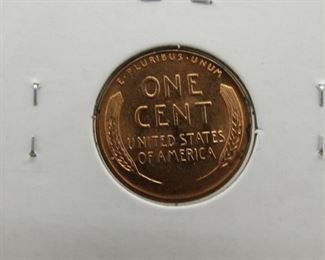 E·PLURIBUS·UNUM
ONE
CENT
UNITED STATES
OF AMERICA